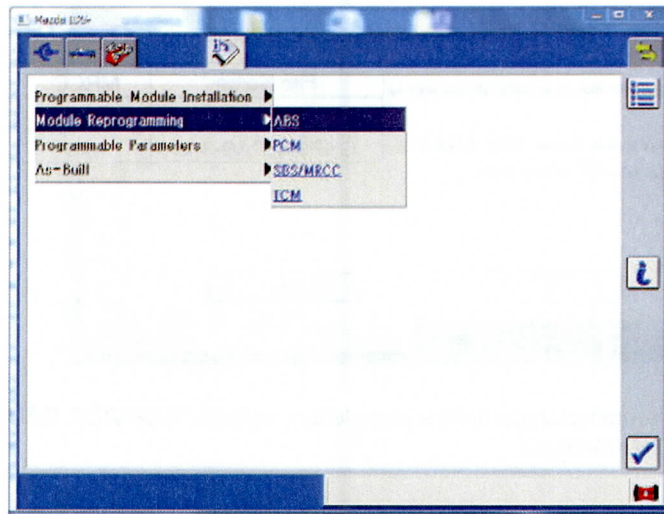 Mazda IDS
Programmable Module Installation
Module Reprogramming
ABS
Programmable Parameters
PCM
As-Built
SBS/MRCC
TCM